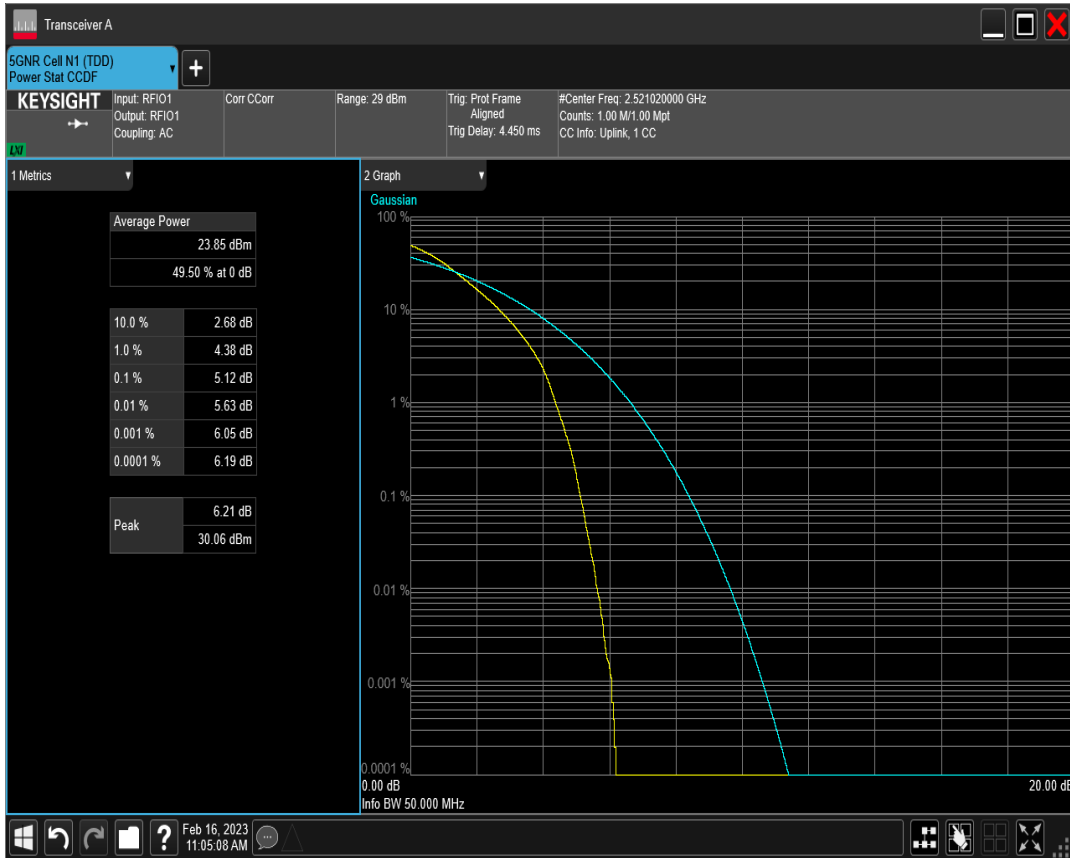 Transceiver A
5GNR Cell N1 (TDD)
Power Stat CCDF
+
KEYSIGHT
LXI
Input: RFIO1
Output: RFIO1
Coupling: AC
Corr CCorr
Range: 29 dBm
Trig: Prot Frame
Aligned
Trig Delay: 4.450 ms
#Center Freq: 2.521020000 GHz
Counts: 1.00 M/1.00 Mpt
CC Info: Uplink, 1 CC
1 Metrics
Average Power
23.85 dBm
49.50 % at 0 dB
10.0 % 2.68 dB
1.0 % 4.38 dB
0.1 % 5.12 dB
0.01 % 5.63 dB
0.001 % 6.05 dB
0.0001 % 6.19 dB
Peak 6.21 dB
30.06 dBm
2 Graph
Gaussian
100 %
10 %
1 %
0.1 %
0.01 %
0.001 %
0.0001 %
0.00 dB 20.00 dB
Info BW 50.000 MHz
? Feb 16, 2023
11:05:08 AM